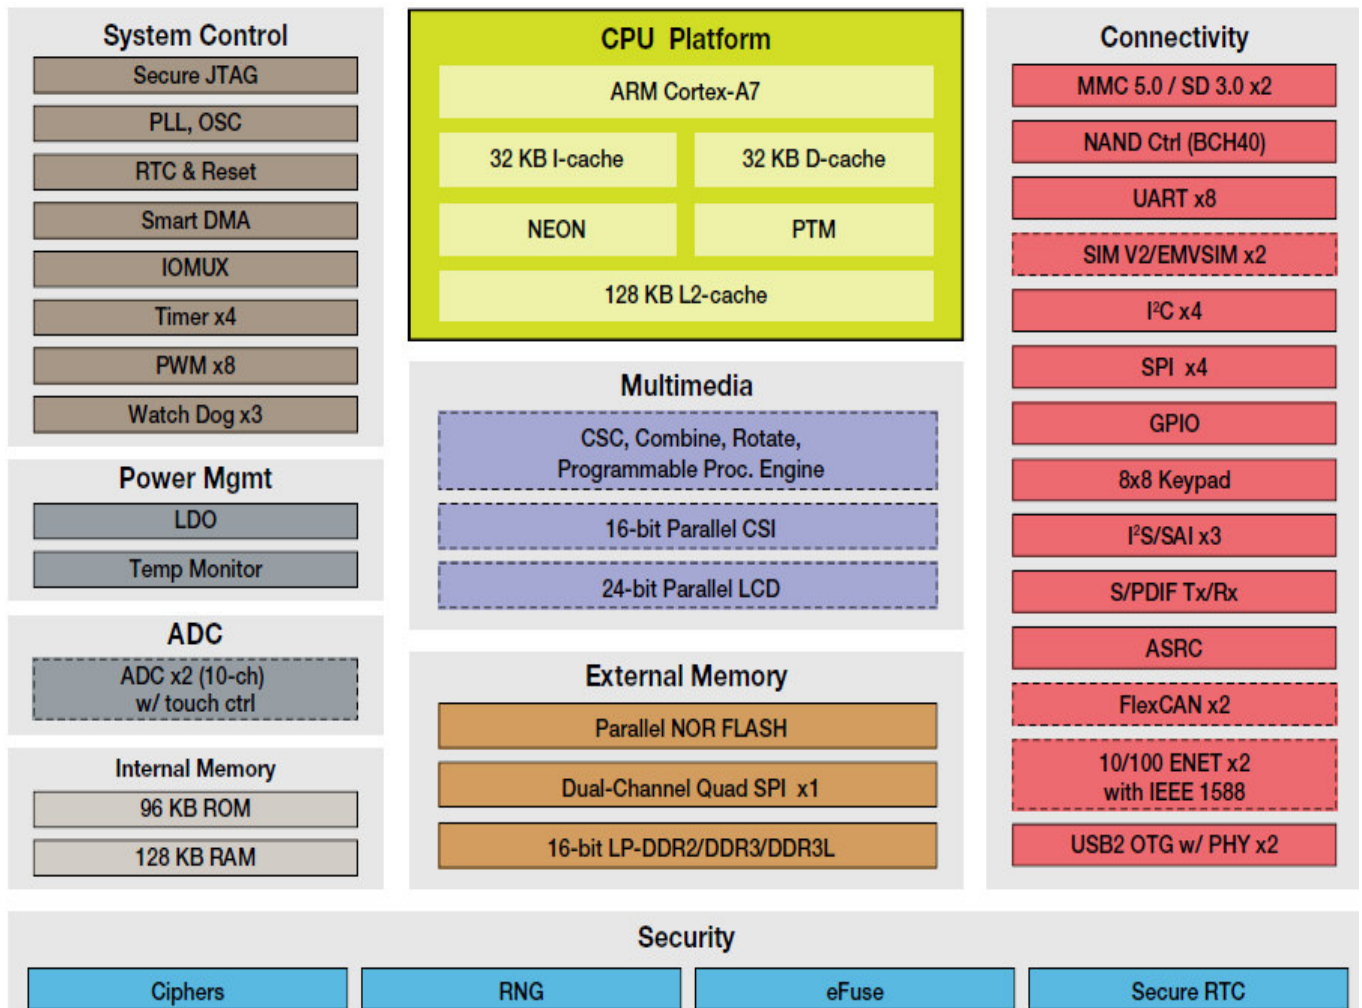 System Control
Secure JTAG
PLL, OSC
RTC & Reset
Smart DMA
IOMUX
Timer x4
PWM x8
Watch Dog x3
Power Mgmt
LDO
Temp Monitor
ADC
ADC x2 (10-ch)
w/ touch ctrl
Internal Memory
96 KB ROM
128 KB RAM
CPU Platform
ARM Cortex-A7
32 KB I-cache
32 KB D-cache
NEON
PTM
128 KB L2-cache
Multimedia
CSC, Combine, Rotate,
Programmable Proc. Engine
16-bit Parallel CSI
24-bit Parallel LCD
External Memory
Parallel NOR FLASH
Dual-Channel Quad SPI x1
16-bit LP-DDR2/DDR3/DDR3L
Connectivity
MMC 5.0 / SD 3.0 x2
NAND Ctrl (BCH40)
UART x8
SIM V2/EMVSIM x2
I²C x4
SPI x4
GPIO
8x8 Keypad
I²S/SAI x3
S/PDIF Tx/Rx
ASRC
FlexCAN x2
10/100 ENET x2
with IEEE 1588
USB2 OTG w/ PHY x2
Security
Ciphers
RNG
eFuse
Secure RTC